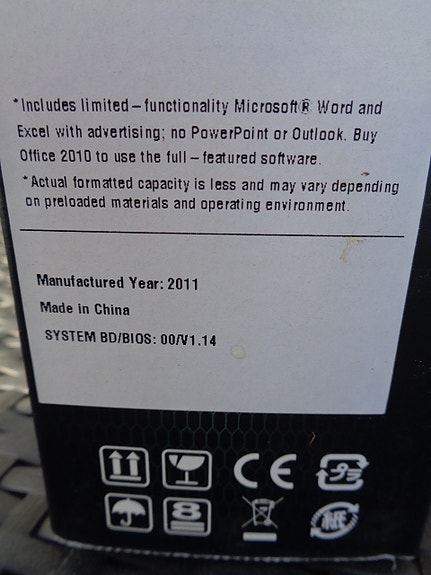 *Includes limited–functionality Microsoft® Word and
Excel with advertising; no PowerPoint or Outlook. Buy
Office 2010 to use the full–featured software.
*Actual formatted capacity is less and may vary depending
on preloaded materials and operating environment.
Manufactured Year: 2011
Made in China
SYSTEM BD/BIOS: 00/V1.14
CE
8
紙